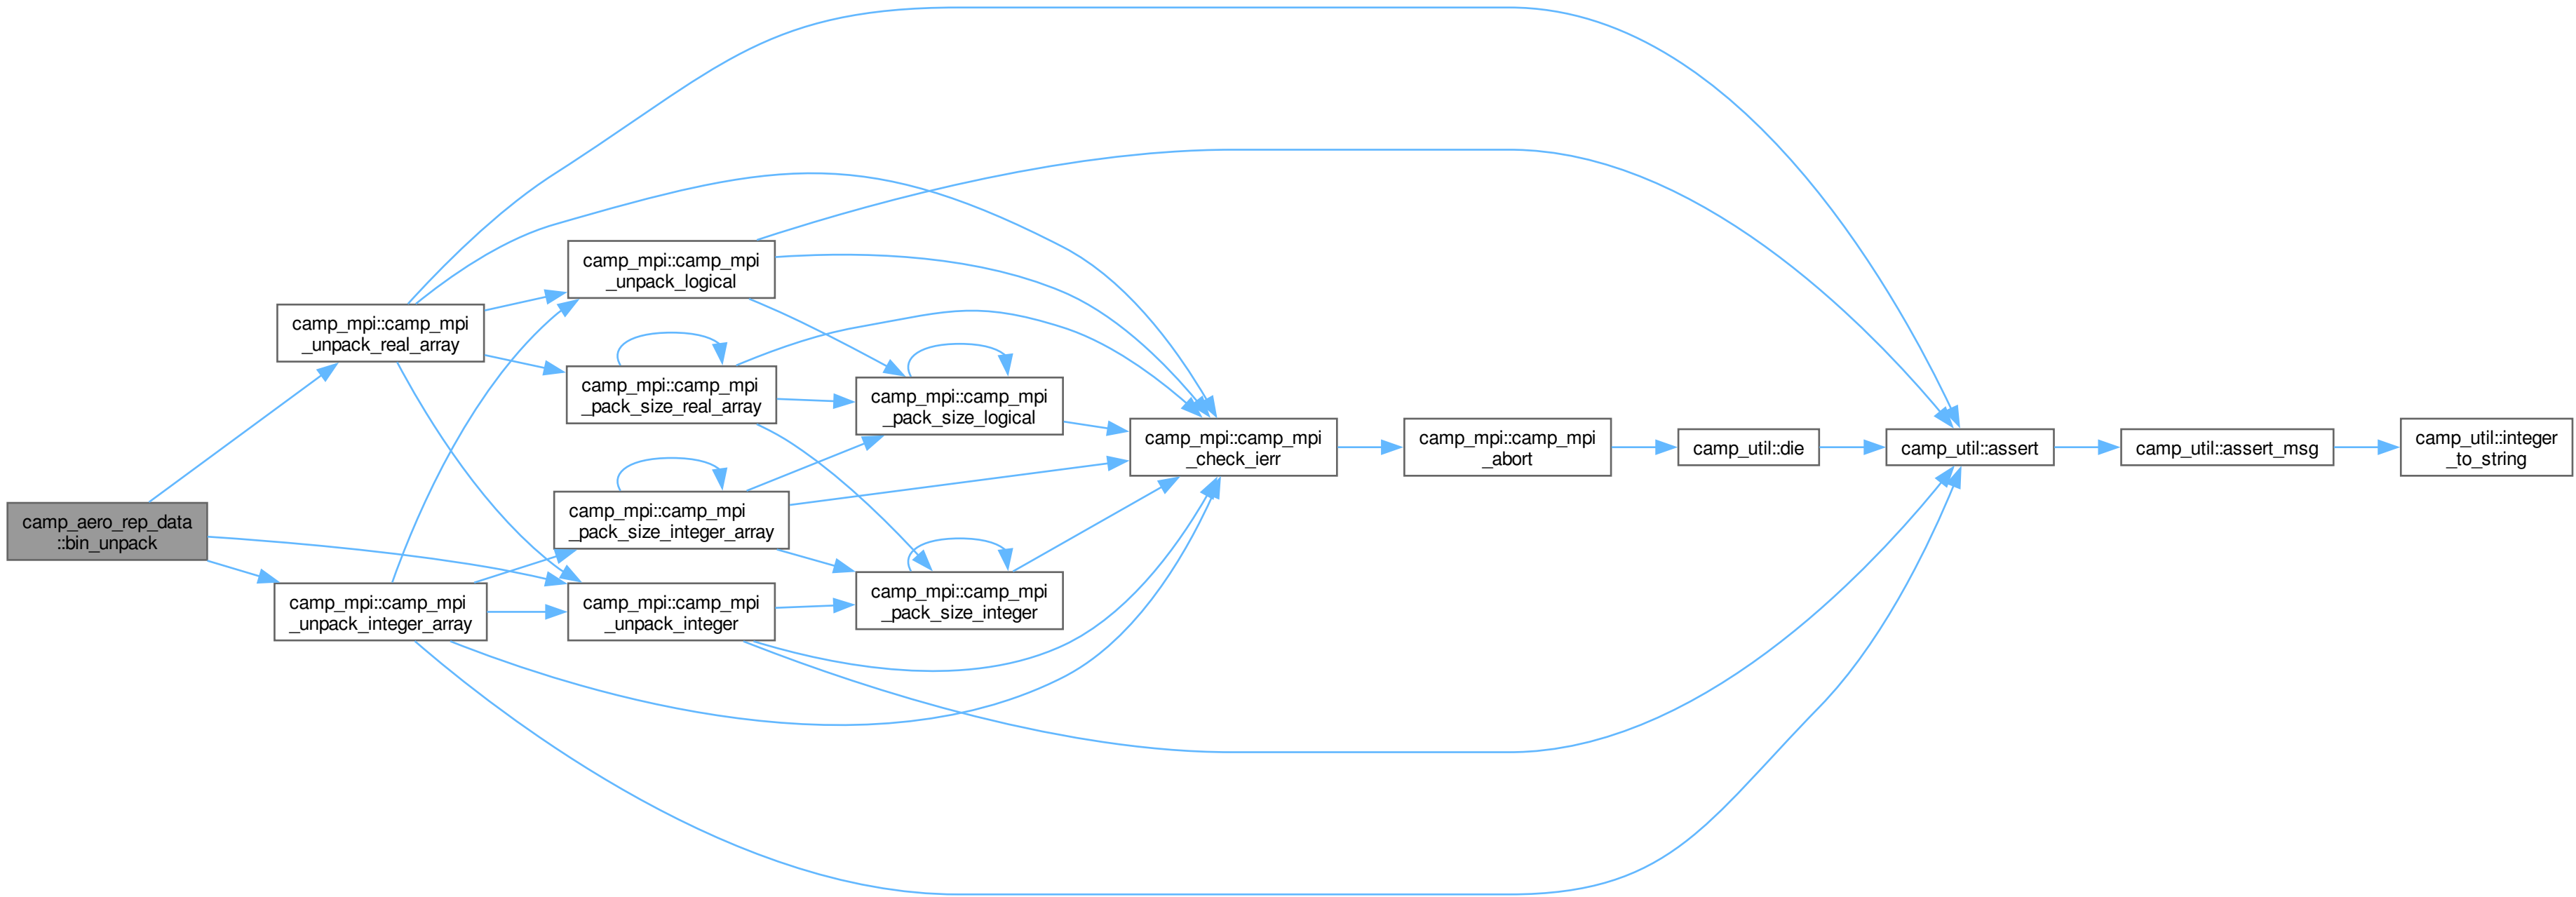 camp_aero_rep_data
::bin_unpack
camp_mpi::camp_mpi
_unpack_real_array
camp_mpi::camp_mpi
_unpack_integer_array
camp_mpi::camp_mpi
_unpack_logical
camp_mpi::camp_mpi
_pack_size_real_array
camp_mpi::camp_mpi
_pack_size_integer_array
camp_mpi::camp_mpi
_unpack_integer
camp_mpi::camp_mpi
_pack_size_logical
camp_mpi::camp_mpi
_pack_size_integer
camp_mpi::camp_mpi
_check_ierr
camp_mpi::camp_mpi
_abort
camp_util::die
camp_util::assert
camp_util::assert_msg
camp_util::integer
_to_string